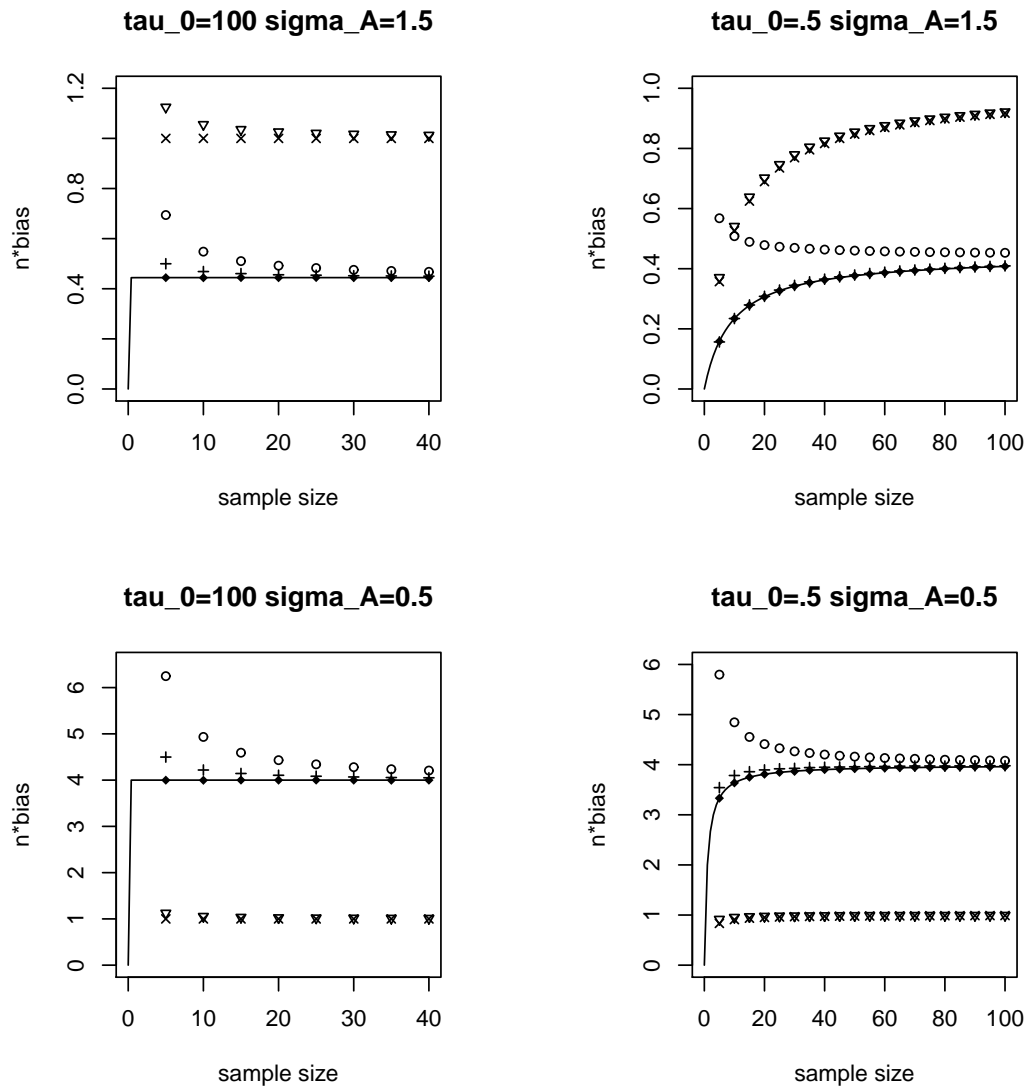 tau_0=100 sigma_A=1.5
n*bias
0.0 0.4 0.8 1.2
0 10 20 30 40
sample size
tau_0=.5 sigma_A=1.5
n*bias
0.0 0.2 0.4 0.6 0.8 1.0
0 20 40 60 80 100
sample size
tau_0=100 sigma_A=0.5
n*bias
0 1 2 3 4 5 6
0 10 20 30 40
sample size
tau_0=.5 sigma_A=0.5
n*bias
0 1 2 3 4 5 6
0 20 40 60 80 100
sample size